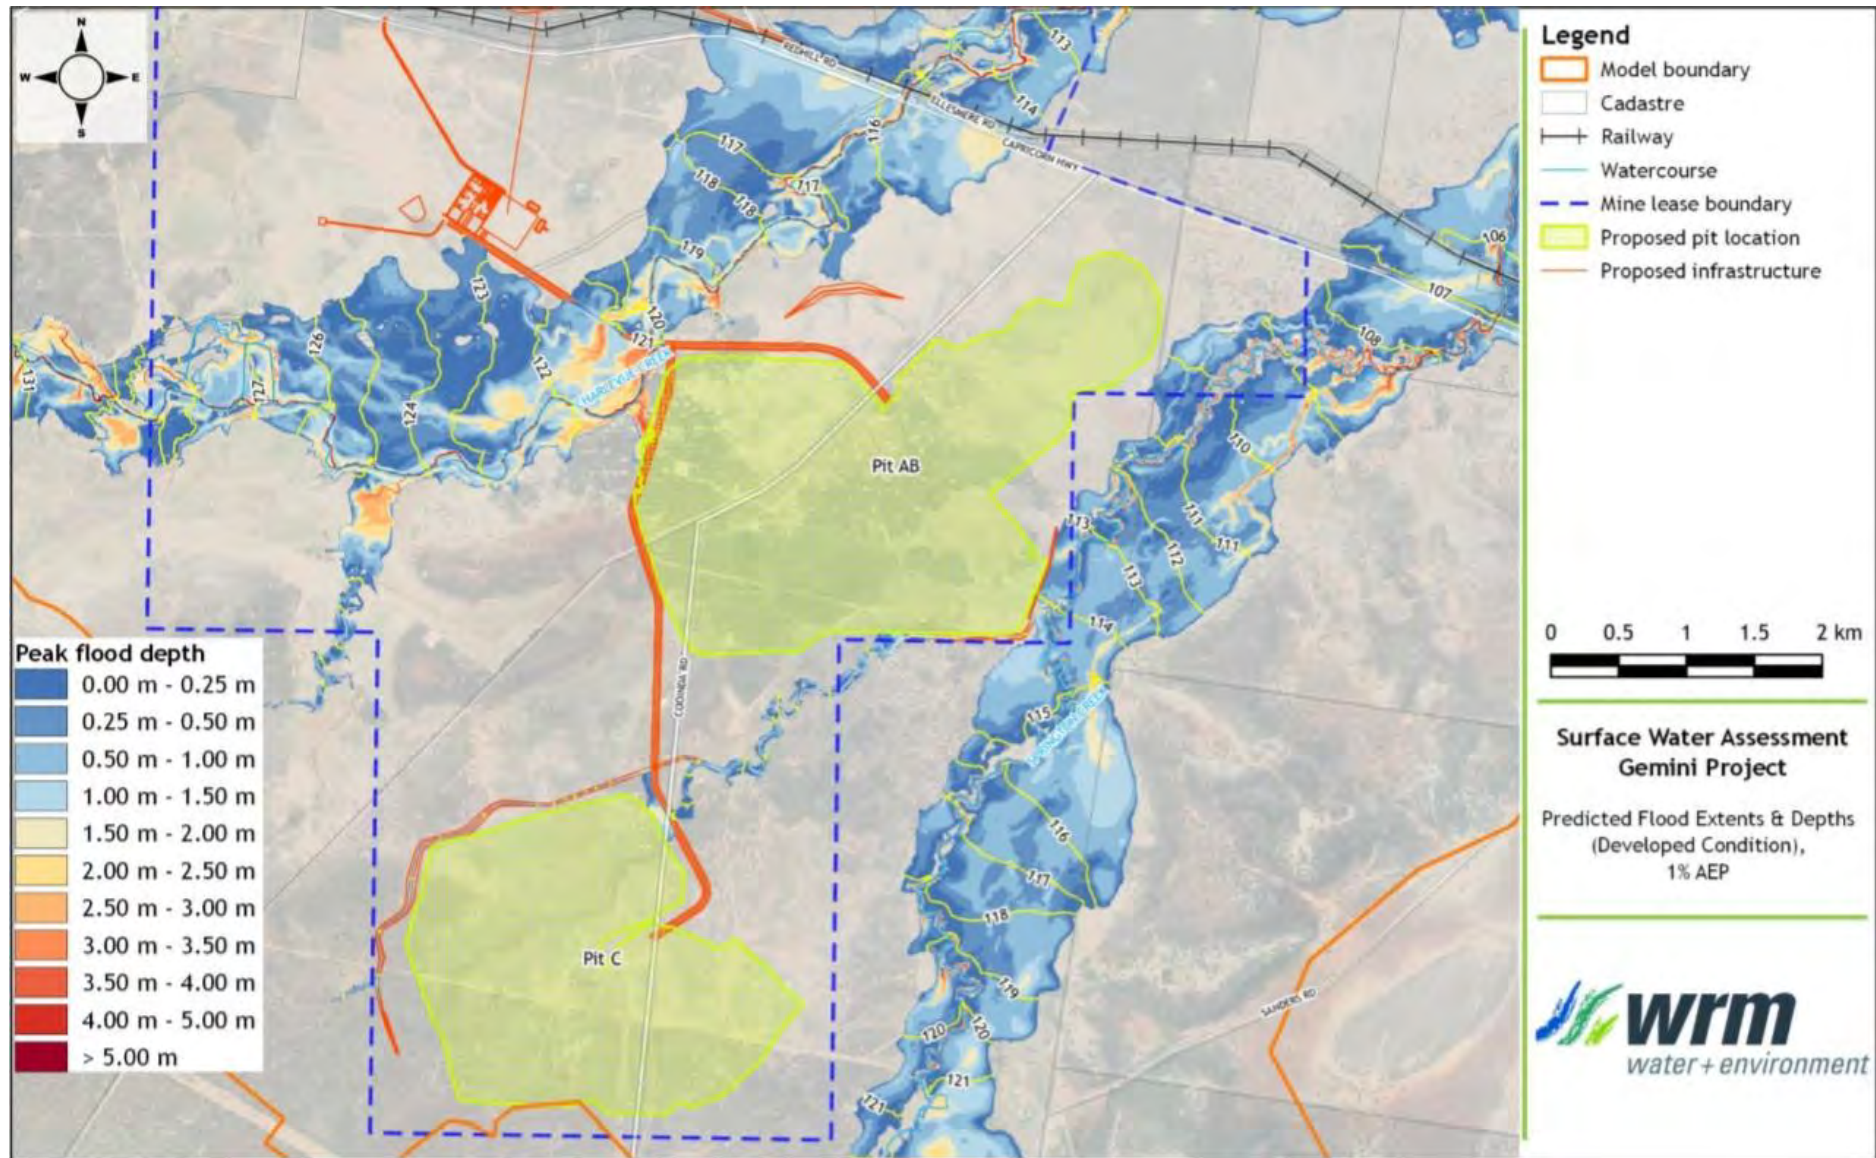 N
W
E
S
REDHILL RD
ELLESMERE RD
CAPRICORN HWY
113
114
116
117
117
118
118
119
120
121
HARLEY
CREEK
122
123
124
126
127
131
106
107
108
110
111
111
112
113
113
114
115
CREEK
116
117
118
119
120
120
121
121
Pit AB
COOINDA RD
Pit C
SANDERS RD
Peak flood depth
0.00 m - 0.25 m
0.25 m - 0.50 m
0.50 m - 1.00 m
1.00 m - 1.50 m
1.50 m - 2.00 m
2.00 m - 2.50 m
2.50 m - 3.00 m
3.00 m - 3.50 m
3.50 m - 4.00 m
4.00 m - 5.00 m
> 5.00 m
Legend
Model boundary
Cadastre
Railway
Watercourse
Mine lease boundary
Proposed pit location
Proposed infrastructure
0 0.5 1 1.5 2 km
Surface Water Assessment
Gemini Project
Predicted Flood Extents & Depths
(Developed Condition),
1% AEP
wrm
water+environment